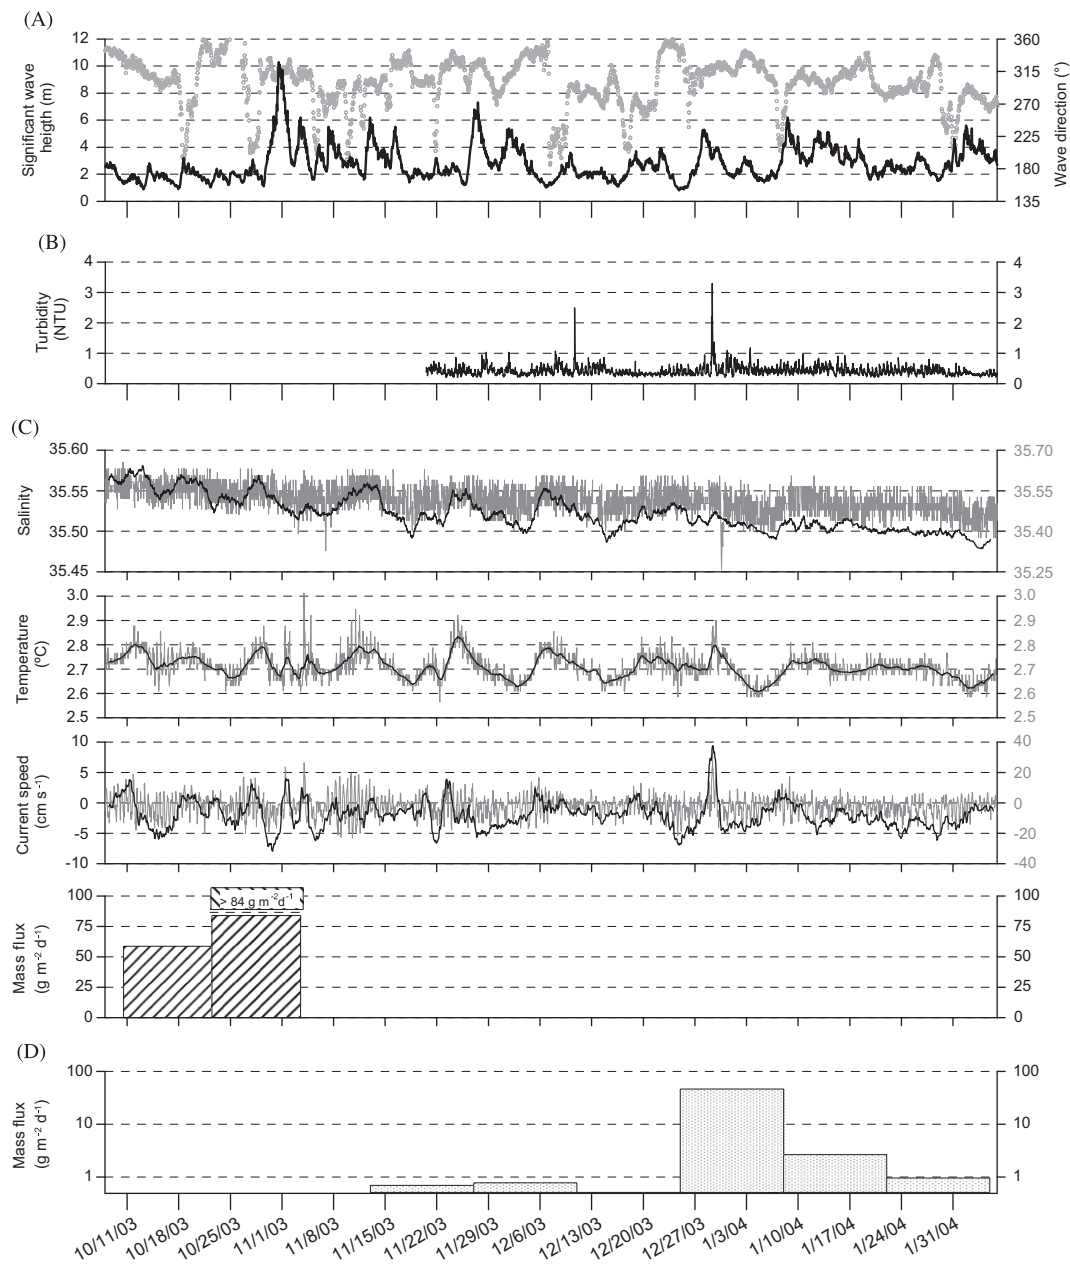 (A)
12 360
10 315
8 270
6 225
4
2 180
0 135
Significant wave
heigth (m)
Wave direction (°)
(B)
4 4
3 3
2 2
1 1
0 0
Turbidity
(NTU)
(C)
35.60 35.70
35.55 35.55
35.50 35.40
35.45 35.25
Salinity
3.0 3.0
2.9 2.9
2.8 2.8
2.7 2.7
2.6 2.6
2.5 2.5
Temperature
(ºC)
10 40
5 20
0 0
-5 -20
-10 -40
Current speed
(cm s-1)
> 84 g m-2d-1
100 100
75 75
50 50
25 25
0 0
Mass flux
(g m-2 d-1)
(D)
100 100
10 10
1 1
Mass flux
(g m-2 d-1)
10/11/03 10/18/03 10/25/03 11/1/03 11/8/03 11/15/03 11/22/03 11/29/03 12/6/03 12/13/03 12/20/03 12/27/03 1/3/04 1/10/04 1/17/04 1/24/04 1/31/04